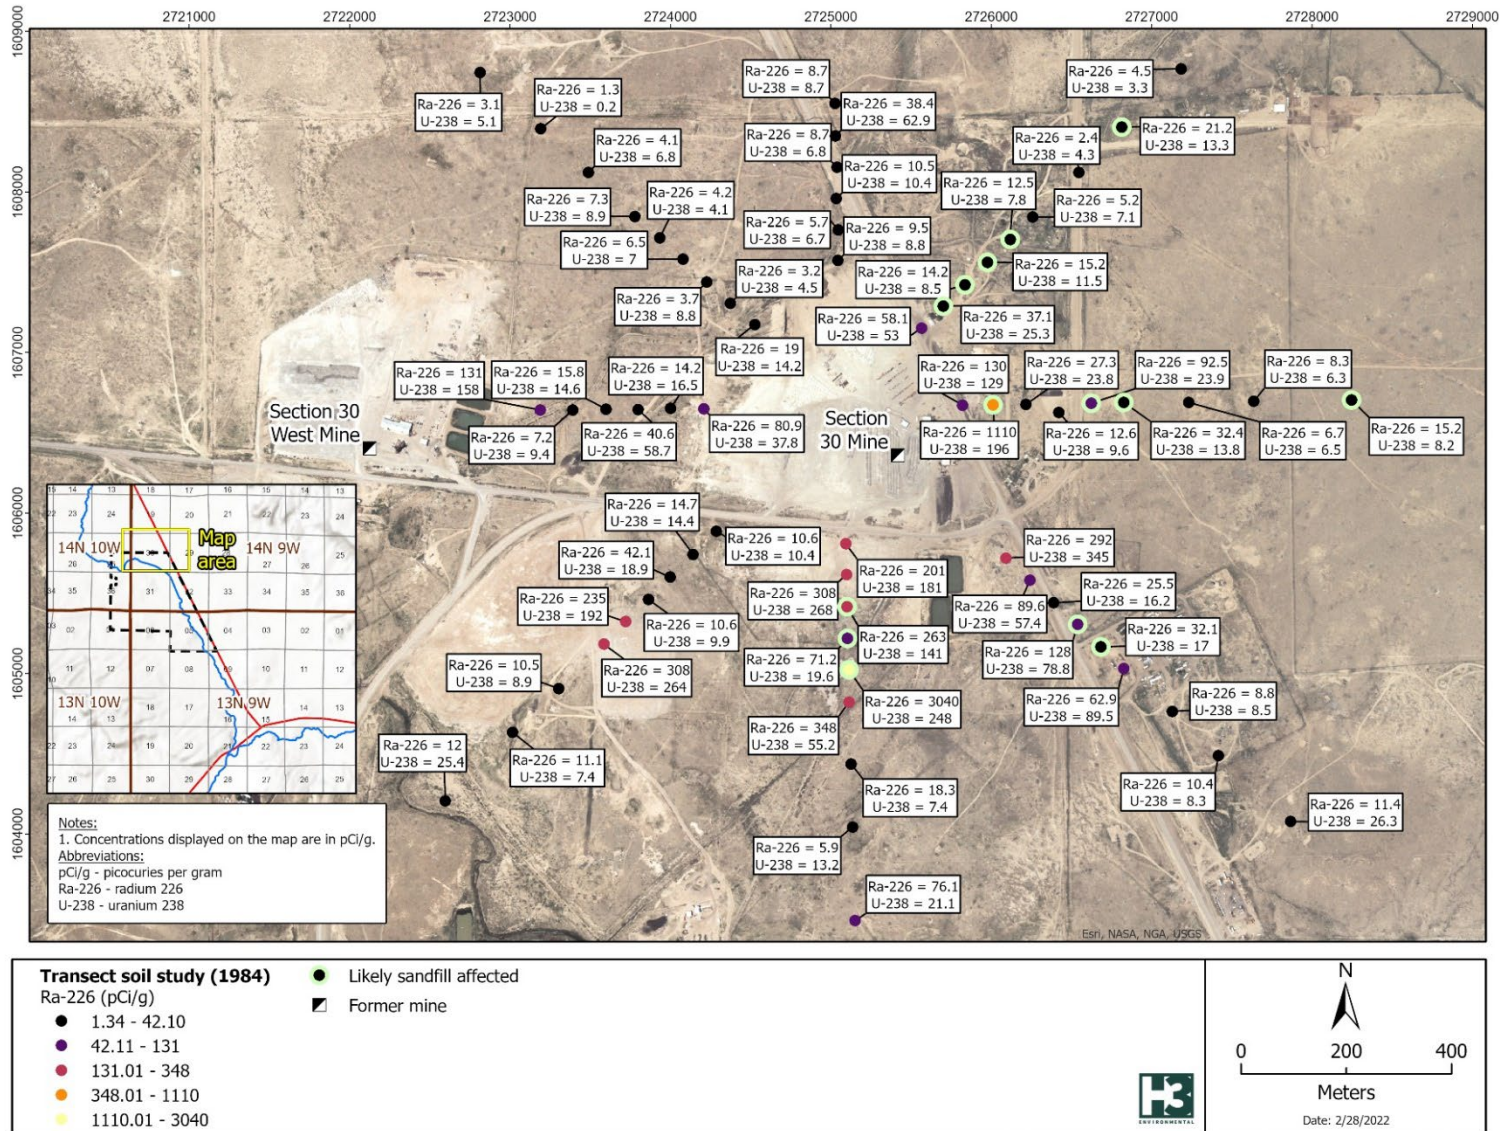 2721000
2722000
2723000
2724000
2725000
2726000
2727000
2728000
2729000
1609000
1608000
1607000
1606000
1605000
1604000
Ra-226 = 3.1
U-238 = 5.1
Ra-226 = 1.3
U-238 = 0.2
Ra-226 = 4.1
U-238 = 6.8
Ra-226 = 7.3
U-238 = 8.9
Ra-226 = 4.2
U-238 = 4.1
Ra-226 = 6.5
U-238 = 7
Ra-226 = 3.7
U-238 = 8.8
Ra-226 = 3.2
U-238 = 4.5
Ra-226 = 19
U-238 = 14.2
Ra-226 = 8.7
U-238 = 8.7
Ra-226 = 38.4
U-238 = 62.9
Ra-226 = 8.7
U-238 = 6.8
Ra-226 = 10.5
U-238 = 10.4
Ra-226 = 5.7
U-238 = 6.7
Ra-226 = 9.5
U-238 = 8.8
Ra-226 = 4.5
U-238 = 3.3
Ra-226 = 21.2
U-238 = 13.3
Ra-226 = 2.4
U-238 = 4.3
Ra-226 = 12.5
U-238 = 7.8
Ra-226 = 5.2
U-238 = 7.1
Ra-226 = 15.2
U-238 = 11.5
Ra-226 = 14.2
U-238 = 8.5
Ra-226 = 37.1
U-238 = 25.3
Ra-226 = 58.1
U-238 = 53
Ra-226 = 131
U-238 = 158
Ra-226 = 15.8
U-238 = 14.6
Ra-226 = 14.2
U-238 = 16.5
Ra-226 = 7.2
U-238 = 9.4
Ra-226 = 40.6
U-238 = 58.7
Ra-226 = 80.9
U-238 = 37.8
Section 30
West Mine
Section
30 Mine
Ra-226 = 130
U-238 = 129
Ra-226 = 27.3
U-238 = 23.8
Ra-226 = 92.5
U-238 = 23.9
Ra-226 = 8.3
U-238 = 6.3
Ra-226 = 1110
U-238 = 196
Ra-226 = 12.6
U-238 = 9.6
Ra-226 = 32.4
U-238 = 13.8
Ra-226 = 6.7
U-238 = 6.5
Ra-226 = 15.2
U-238 = 8.2
Ra-226 = 14.7
U-238 = 14.4
Ra-226 = 10.6
U-238 = 10.4
Ra-226 = 42.1
U-238 = 18.9
Ra-226 = 235
U-238 = 192
Ra-226 = 10.6
U-238 = 9.9
Ra-226 = 308
U-238 = 264
Ra-226 = 10.5
U-238 = 8.9
Ra-226 = 11.1
U-238 = 7.4
Ra-226 = 12
U-238 = 25.4
Ra-226 = 201
U-238 = 181
Ra-226 = 308
U-238 = 268
Ra-226 = 263
U-238 = 141
Ra-226 = 71.2
U-238 = 19.6
Ra-226 = 3040
U-238 = 248
Ra-226 = 348
U-238 = 55.2
Ra-226 = 18.3
U-238 = 7.4
Ra-226 = 5.9
U-238 = 13.2
Ra-226 = 76.1
U-238 = 21.1
Ra-226 = 292
U-238 = 345
Ra-226 = 89.6
U-238 = 57.4
Ra-226 = 25.5
U-238 = 16.2
Ra-226 = 128
U-238 = 78.8
Ra-226 = 32.1
U-238 = 17
Ra-226 = 62.9
U-238 = 89.5
Ra-226 = 8.8
U-238 = 8.5
Ra-226 = 10.4
U-238 = 8.3
Ra-226 = 11.4
U-238 = 26.3
Map
area
14N 10W
14N 9W
13N 10W
13N 9W
Notes:
1. Concentrations displayed on the map are in pCi/g.
Abbreviations:
pCi/g - picocuries per gram
Ra-226 - radium 226
U-238 - uranium 238
Esri, NASA, NGA, USGS
Transect soil study (1984)
Ra-226 (pCi/g)
1.34 - 42.10
42.11 - 131
131.01 - 348
348.01 - 1110
1110.01 - 3040
Likely sandfill affected
Former mine
H3
ENVIRONMENTAL
N
0 200 400
Meters
Date: 2/28/2022